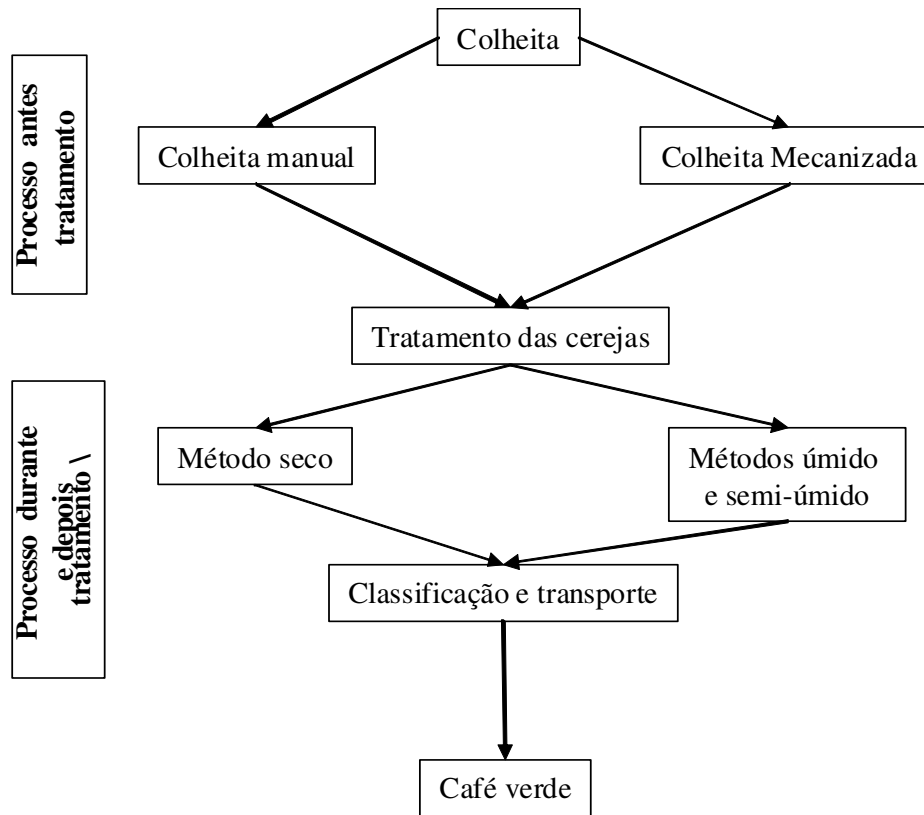 Colheita
Processo antes
tratamento
Colheita manual
Colheita Mecanizada
Tratamento das cerejas
Processo durante
e depois
tratamento \
Método seco
Métodos úmido
e semi-úmido
Classificação e transporte
Café verde